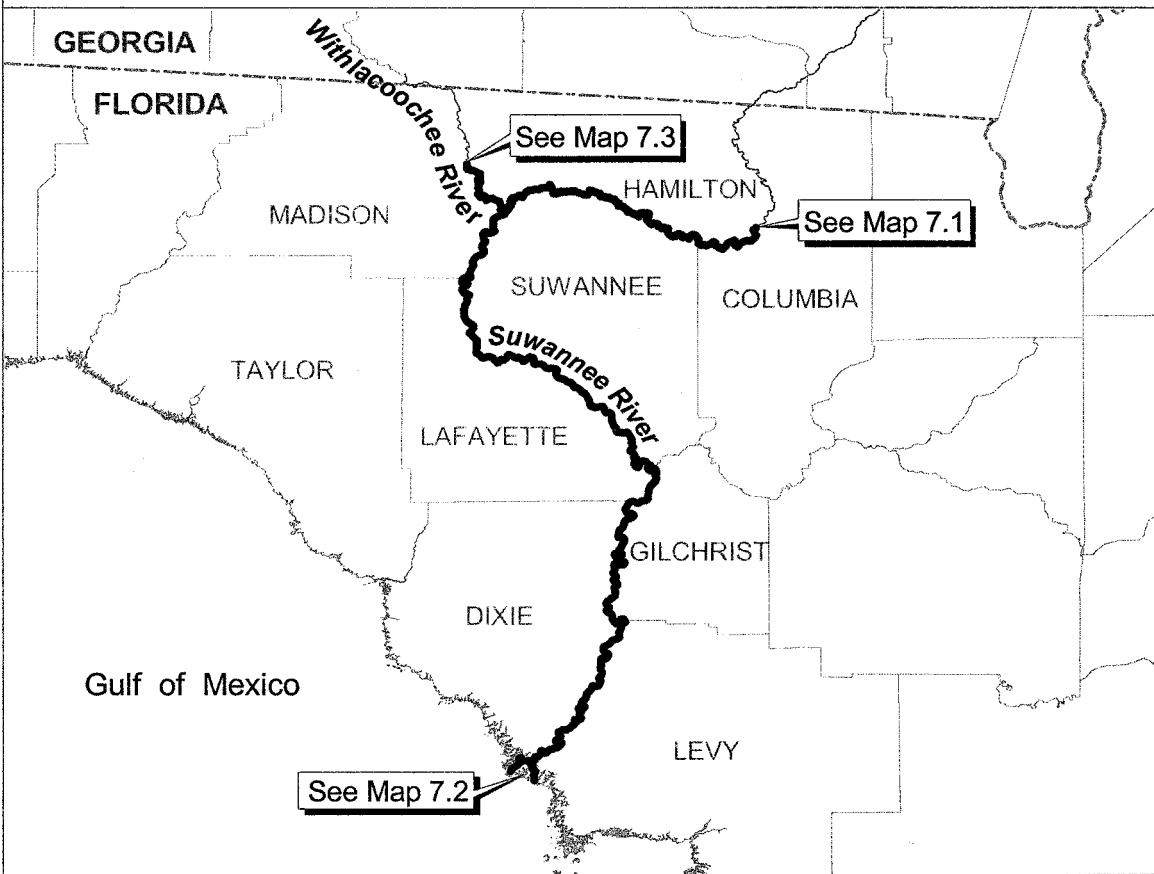 GEORGIA
FLORIDA
Withlacoochee River
See Map 7.3
HAMILTON
See Map 7.1
MADISON
SUWANNEE
COLUMBIA
Suwannee River
TAYLOR
LAFAYETTE
GILCHRIST
DIXIE
Gulf of Mexico
LEVY
See Map 7.2